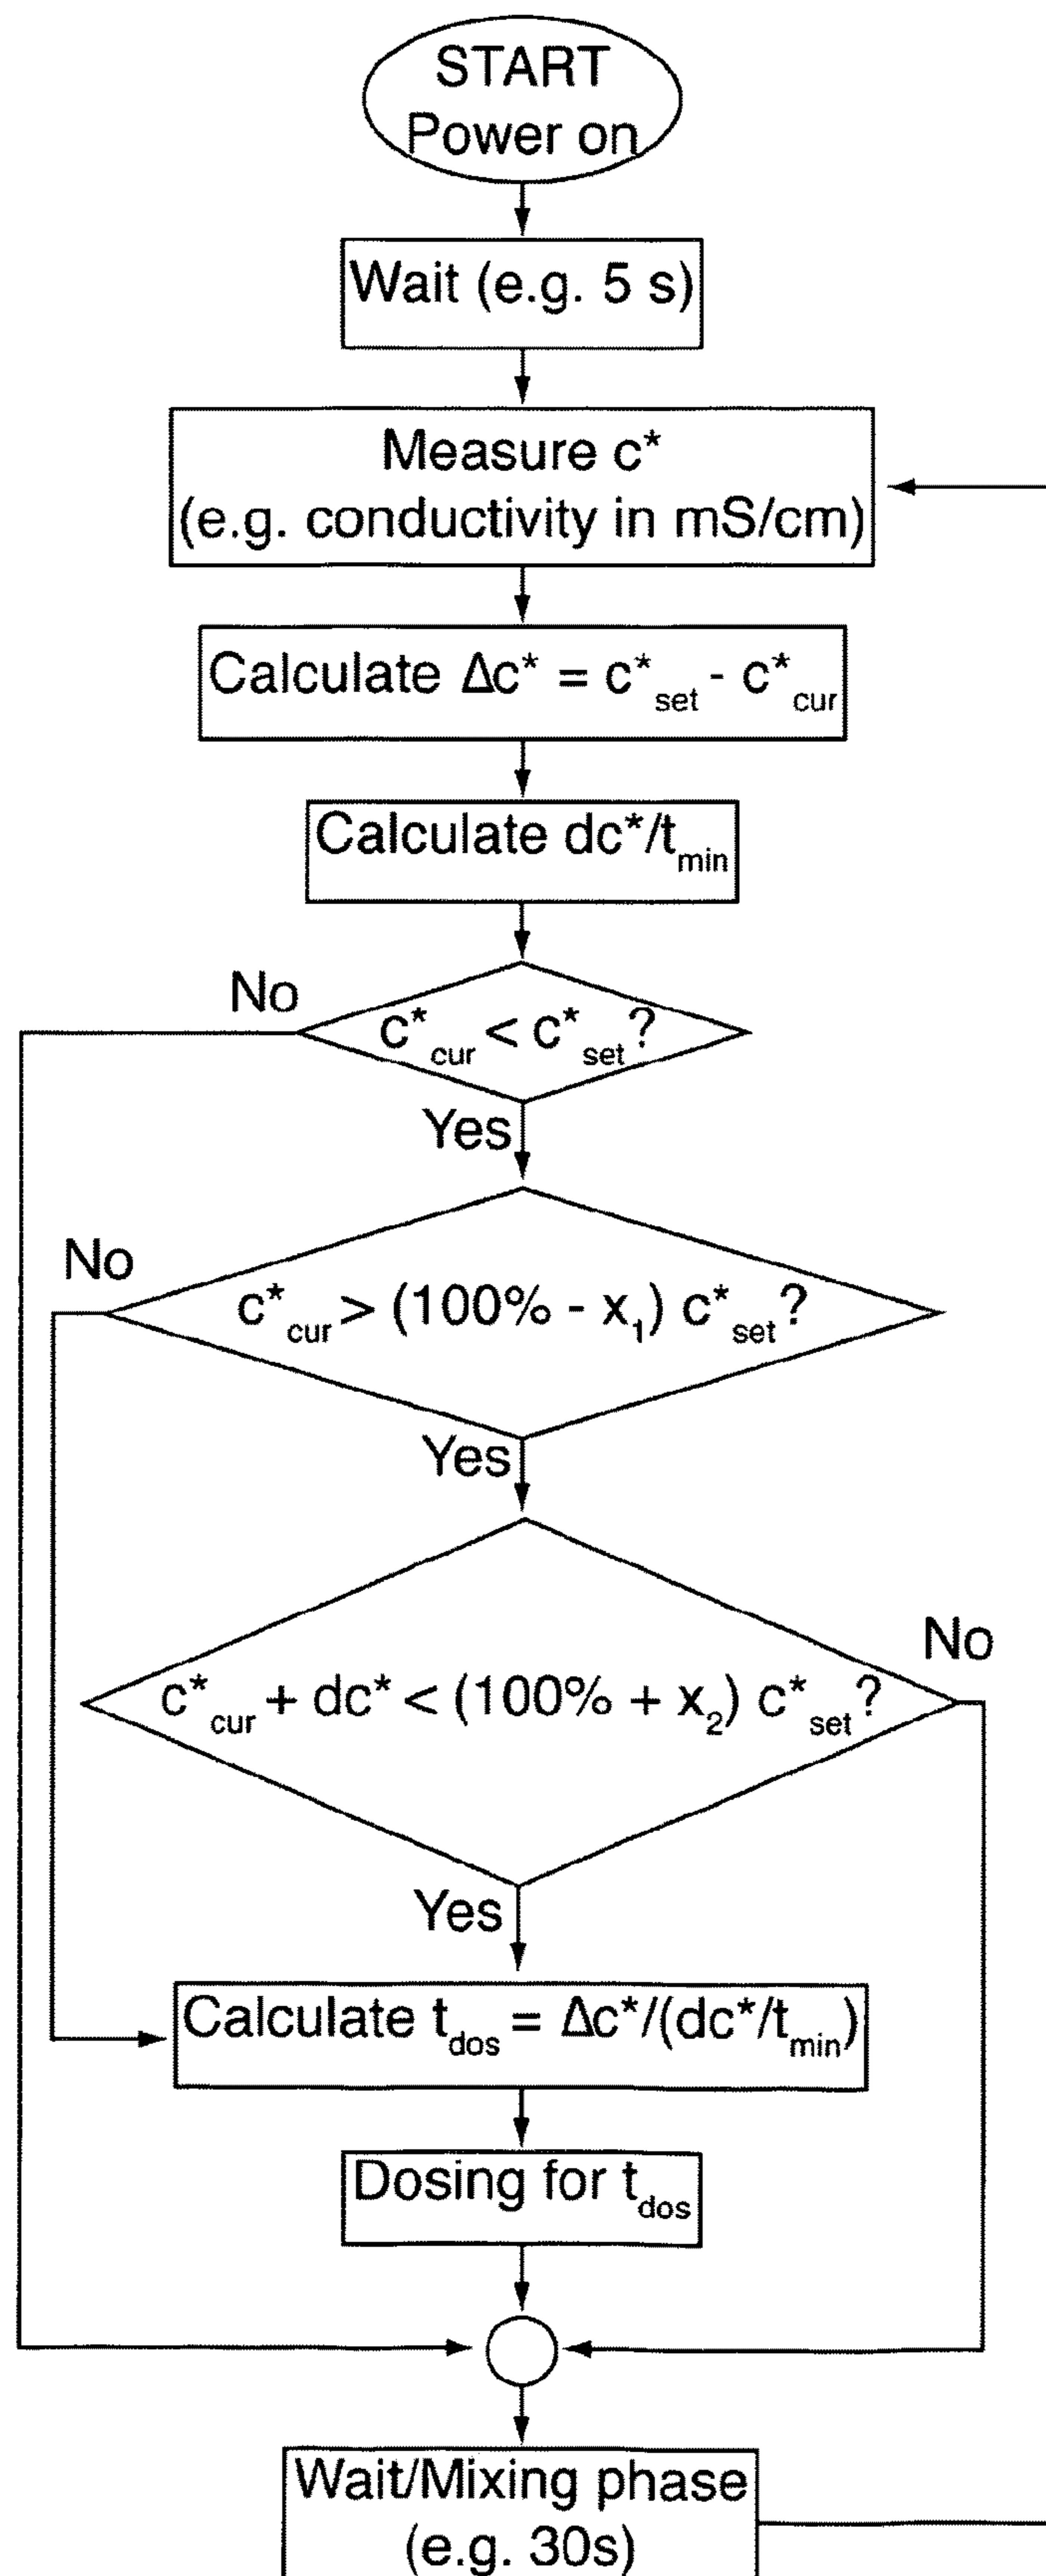 START
Power on
Wait (e.g. 5 s)
Measure c*
(e.g. conductivity in mS/cm)
Calculate Δc* = c*set - c*cur
Calculate dc*/tmin
No
c*cur < c*set?
Yes
No
c*cur > (100% - x1) c*set?
Yes
No
c*cur + dc* < (100% + x2) c*set?
Yes
Calculate tdos = Δc*/(dc*/tmin)
Dosing for tdos
Wait/Mixing phase
(e.g. 30s)